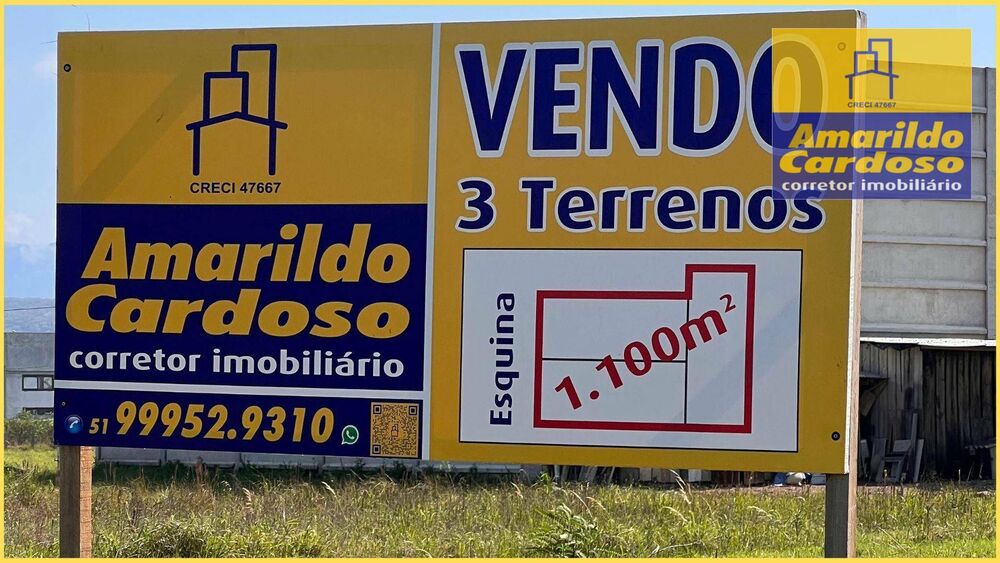 CRECI 47667
Amarildo
Cardoso
corretor imobiliário
51 99952.9310
VENDO
3 Terrenos
Esquina
1.100m²
CRECI 47667
Amarildo
Cardoso
corretor imobiliário